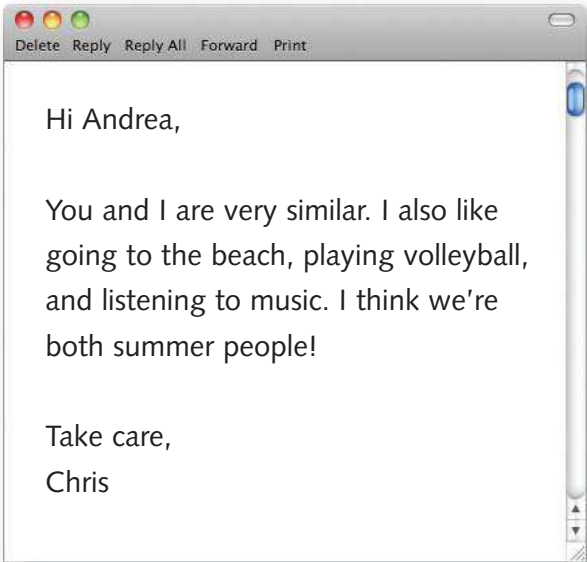 Delete Reply Reply All Forward Print
Hi Andrea,
You and I are very similar. I also like
going to the beach, playing volleyball,
and listening to music. I think we're
both summer people!
Take care,
Chris